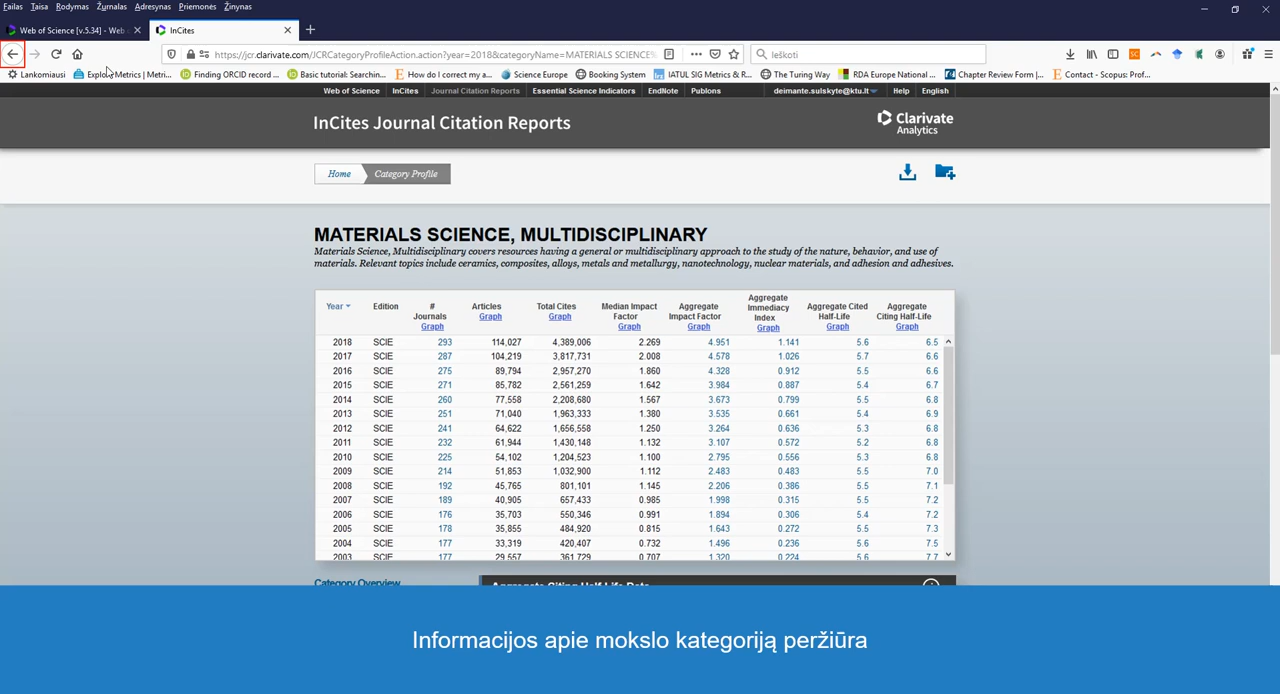 Failas Taisa Rodymas Žurnalas Adresynas Priemonės Žinynas
Web of Science [v.5.34] - Web
InCites
https://jcr.clarivate.com/JCRCategoryProfileAction.action?year=2018&categoryName=MATERIALS SCIENCE%
Ieškoti
Lankomiausi Explore Metrics | Metri... Finding ORCID record ... Basic tutorial: Searchin... How do I correct my a... Science Europe Booking System IATUL SIG Metrics & R... The Turing Way RDA Europe National ... Chapter Review Form |... Contact - Scopus: Prof...
Web of Science InCites Journal Citation Reports Essential Science Indicators EndNote Publons deimante.sulskyte@ktu.lt Help English
InCites Journal Citation Reports
Clarivate
Analytics
Home Category Profile
MATERIALS SCIENCE, MULTIDISCIPLINARY
Materials Science, Multidisciplinary covers resources having a general or multidisciplinary approach to the study of the nature, behavior, and use of
materials. Relevant topics include ceramics, composites, alloys, metals and metallurgy, nanotechnology, nuclear materials, and adhesion and adhesives.
Year Edition # Journals Graph Articles Graph Total Cites Graph Median Impact Factor Graph Aggregate Impact Factor Graph Aggregate Immediacy Index Graph Aggregate Cited Half-Life Graph Aggregate Citing Half-Life Graph
2018 SCIE 293 114,027 4,389,006 2.269 4.951 1.141 5.6 6.5
2017 SCIE 287 104,219 3,817,731 2.008 4.578 1.026 5.7 6.6
2016 SCIE 275 89,794 2,957,270 1.860 4.328 0.912 5.5 6.6
2015 SCIE 271 85,782 2,561,259 1.642 3.984 0.887 5.4 6.7
2014 SCIE 260 77,558 2,208,680 1.567 3.673 0.799 5.5 6.8
2013 SCIE 251 71,040 1,963,333 1.380 3.535 0.661 5.4 6.9
2012 SCIE 241 64,622 1,656,558 1.250 3.264 0.636 5.3 6.8
2011 SCIE 232 61,944 1,430,148 1.132 3.107 0.572 5.2 6.8
2010 SCIE 225 54,102 1,204,523 1.100 2.795 0.556 5.3 6.8
2009 SCIE 214 51,853 1,032,900 1.112 2.483 0.483 5.5 7.0
2008 SCIE 192 45,765 801,101 1.145 2.206 0.386 5.5 7.1
2007 SCIE 189 40,905 657,433 0.985 1.998 0.315 5.5 7.2
2006 SCIE 176 35,703 550,346 0.991 1.894 0.306 5.4 7.2
2005 SCIE 178 35,855 484,920 0.815 1.643 0.272 5.5 7.3
2004 SCIE 177 33,319 420,407 0.732 1.496 0.236 5.6 7.5
2003 SCIE 177 29,557 361,729 0.707 1.320 0.224 5.6 7.7
Category Overview
Aggregate Citing Half-Life Data
Informacijos apie mokslo kategoriją peržiūra